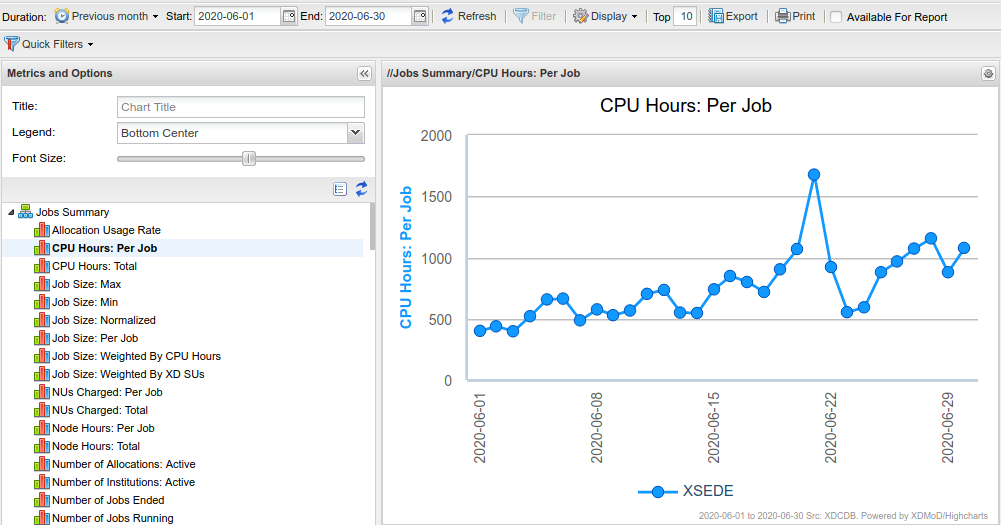 Duration: Previous month Start: 2020-06-01 End: 2020-06-30 Refresh Filter Display Top 10 Export Print Available For Report
Quick Filters
Metrics and Options
Title: Chart Title
Legend: Bottom Center
Font Size:
Jobs Summary
Allocation Usage Rate
CPU Hours: Per Job
CPU Hours: Total
Job Size: Max
Job Size: Min
Job Size: Normalized
Job Size: Per Job
Job Size: Weighted By CPU Hours
Job Size: Weighted By XD SUs
NUs Charged: Per Job
NUs Charged: Total
Node Hours: Per Job
Node Hours: Total
Number of Allocations: Active
Number of Institutions: Active
Number of Jobs Ended
Number of Jobs Running
//Jobs Summary/CPU Hours: Per Job
CPU Hours: Per Job
CPU Hours: Per Job
2000
1500
1000
500
0
2020-06-01
2020-06-08
2020-06-15
2020-06-22
2020-06-29
XSEDE
2020-06-01 to 2020-06-30 Src: XDCDB. Powered by XDMoD/Highcharts